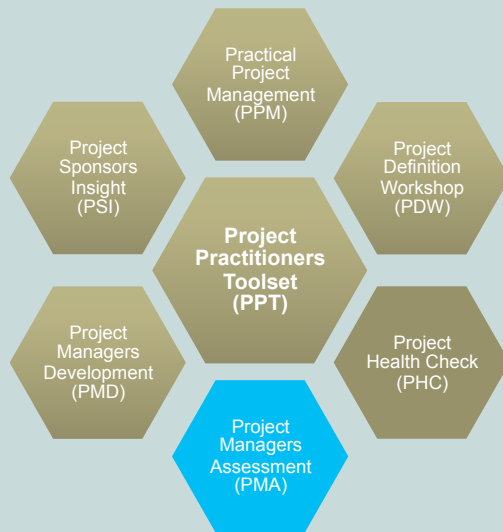 Practical
Project
Management
(PPM)
Project
Sponsors
Insight
(PSI)
Project
Definition
Workshop
(PDW)
Project
Practitioners
Toolset
(PPT)
Project
Managers
Development
(PMD)
Project
Health Check
(PHC)
Project
Managers
Assessment
(PMA)